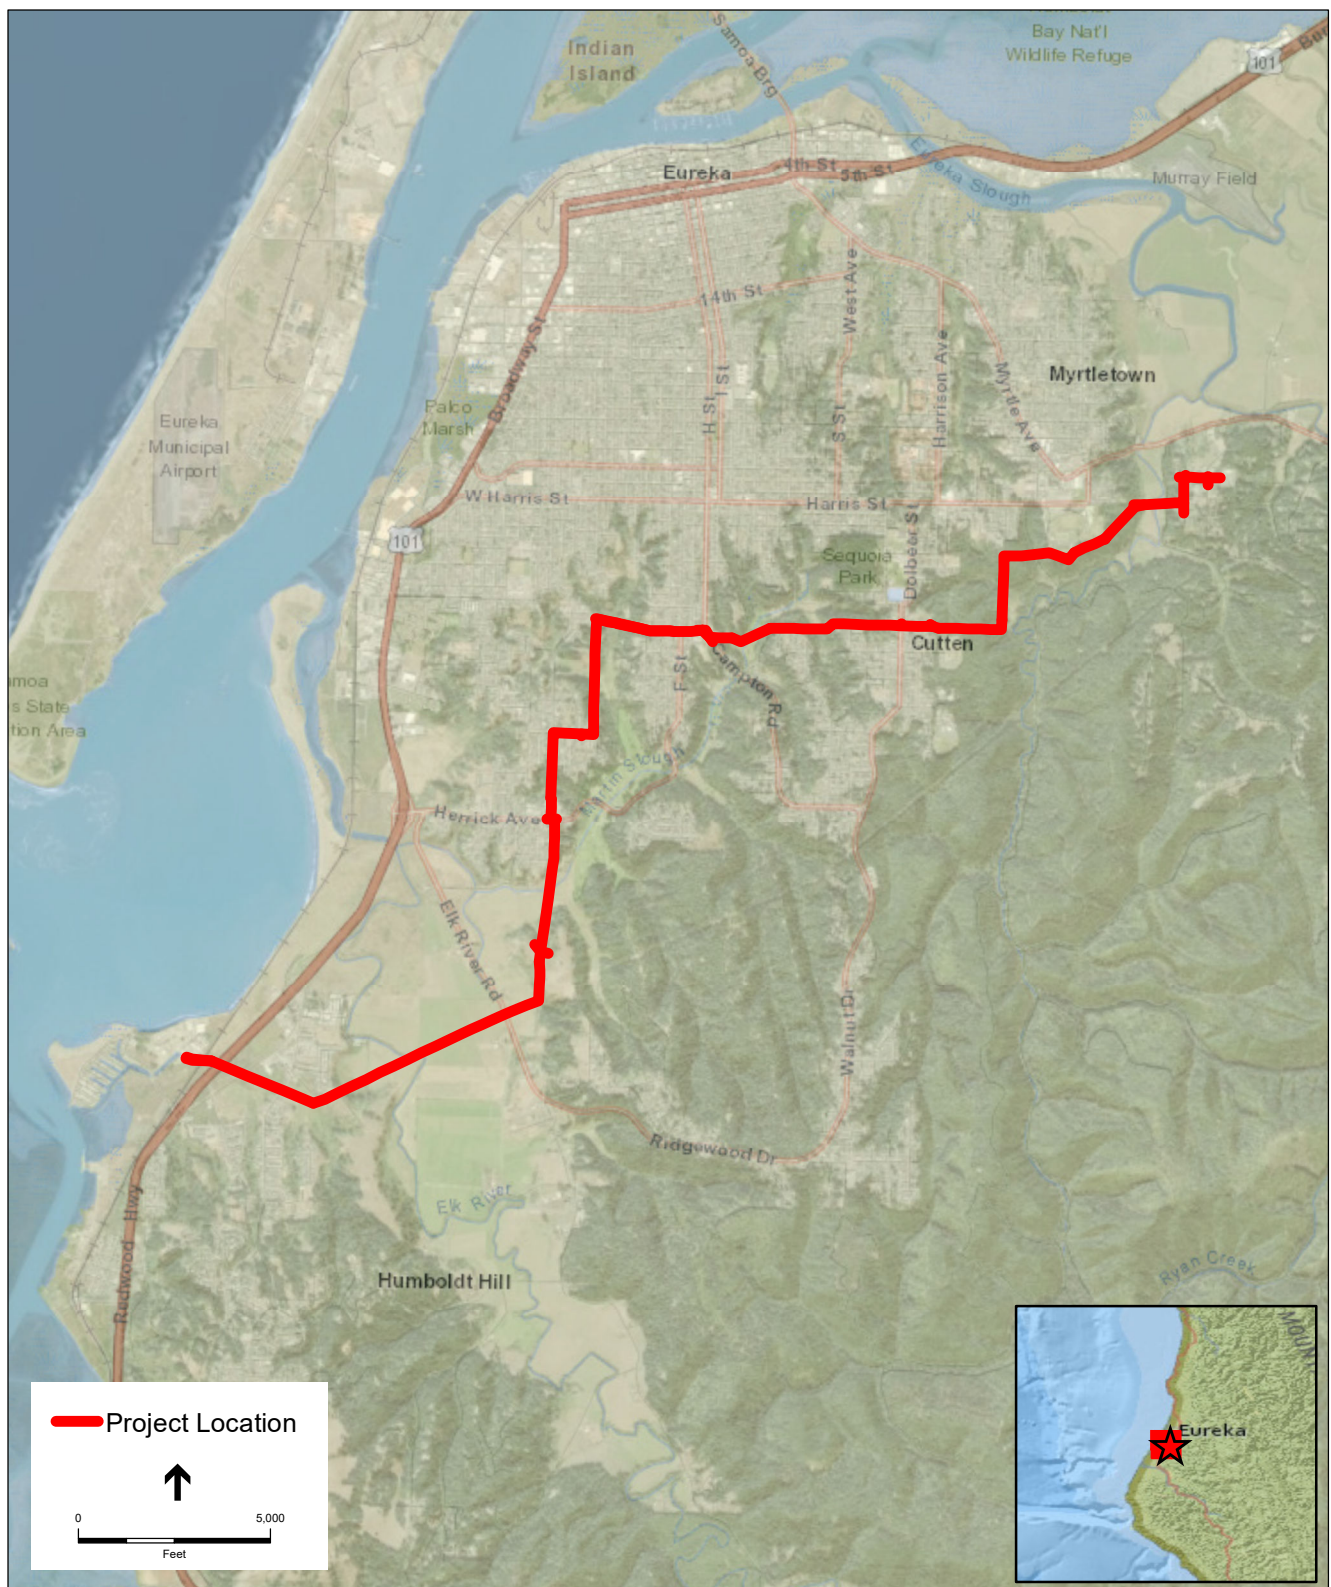 Indian
Island
Samoa Brg
Bay Nat'l
Wildlife Refuge
101
Eureka
4th St
5th St
Eureka Slough
Murray Field
14th St
West Ave
Broadway St
H St
I St
S St
Harrison Ave
Myrtle Ave
Myrtletown
Palco
Marsh
Eureka
Municipal
Airport
W Harris St
Harris St
101
Dolbeer St
Sequoia
Park
Cutten
F St
Campton Rd
Martin Slough
Herrick Ave
Elk River Rd
Walnut Dr
Ridgewood Dr
Elk River
Redwood Hwy
Humboldt Hill
Ryan Creek
Project Location
0
5,000
Feet
Eureka